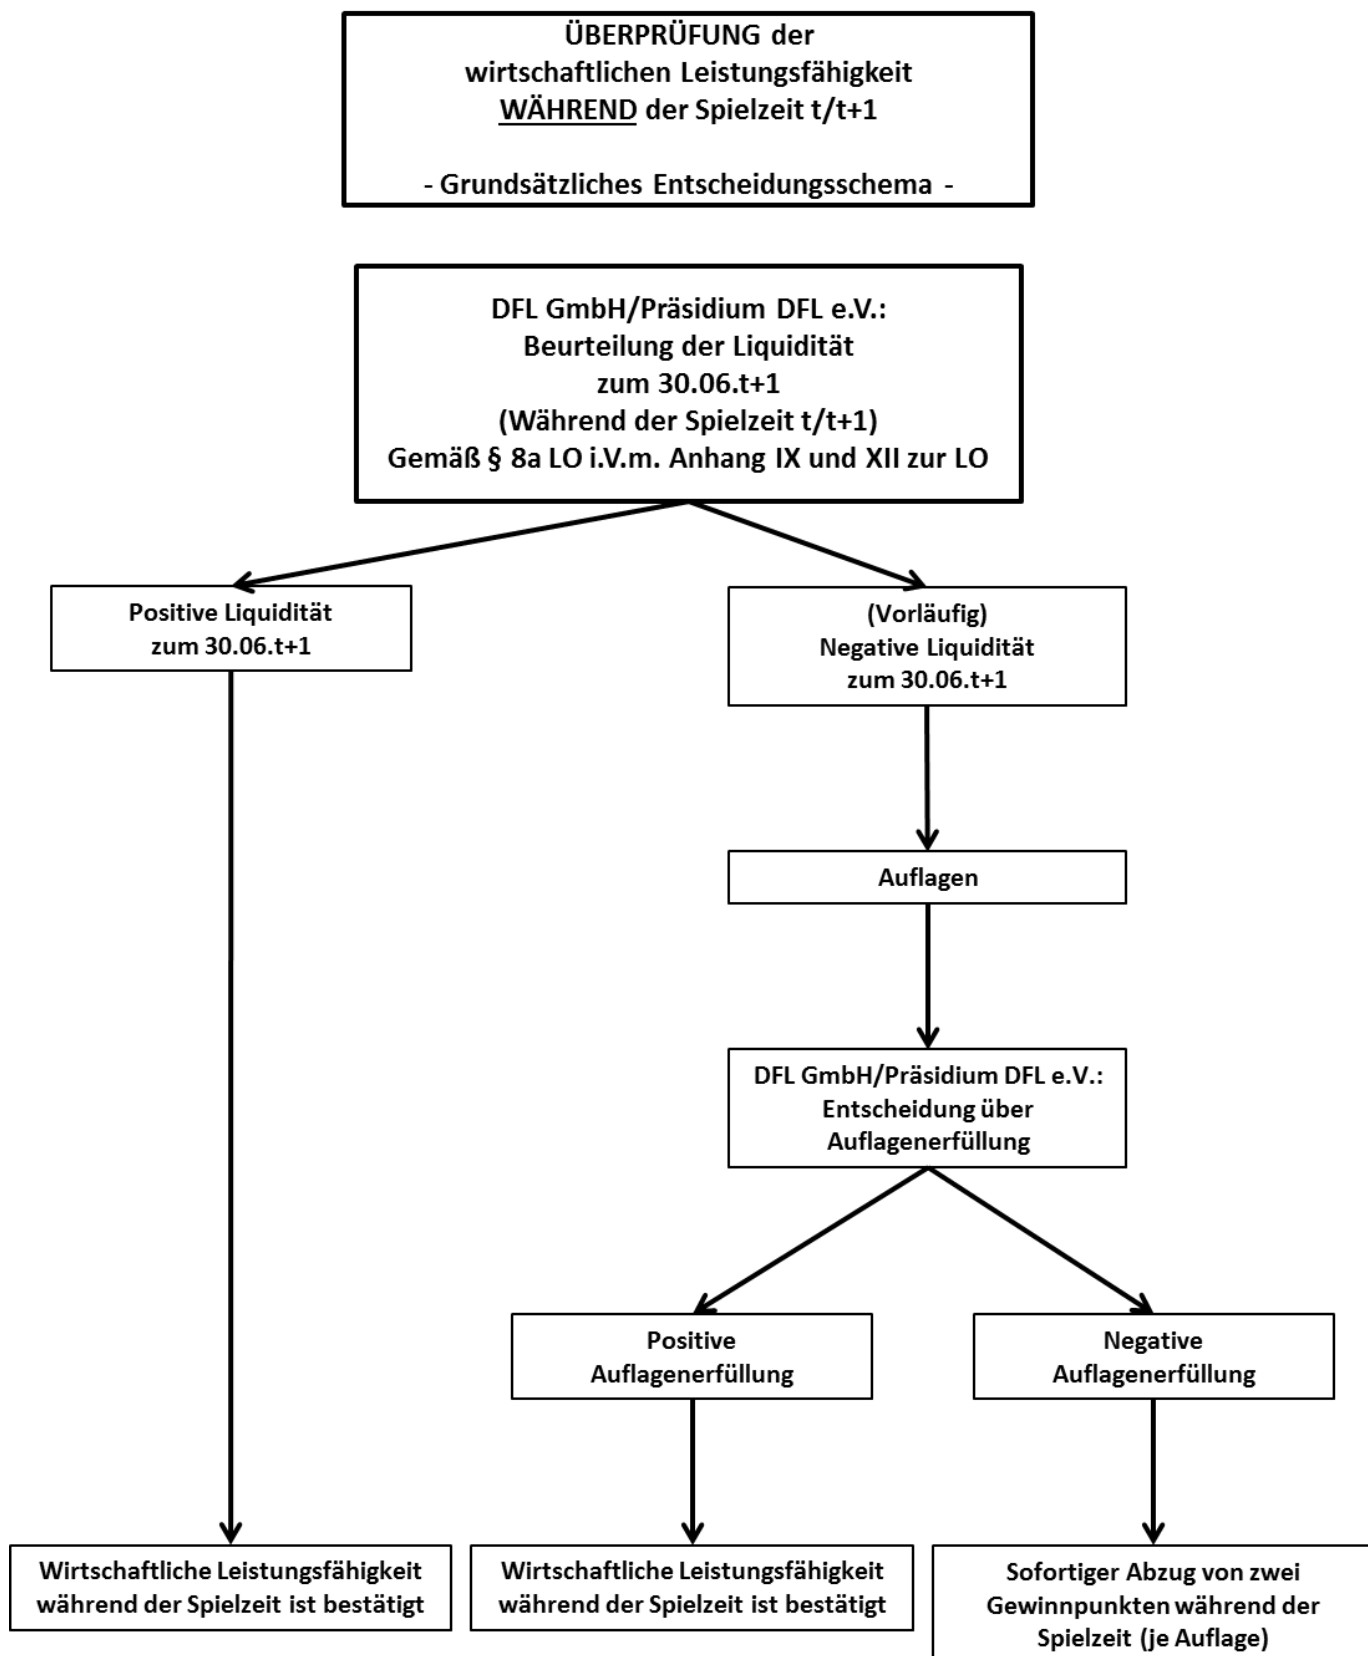 ÜBERPRÜFUNG der
wirtschaftlichen Leistungsfähigkeit
WÄHREND der Spielzeit t/t+1
- Grundsätzliches Entscheidungsschema -
DFL GmbH/Präsidium DFL e.V.:
Beurteilung der Liquidität
zum 30.06.t+1
(Während der Spielzeit t/t+1)
Gemäß § 8a LO i.V.m. Anhang IX und XII zur LO
Positive Liquidität
zum 30.06.t+1
(Vorläufig)
Negative Liquidität
zum 30.06.t+1
Auflagen
DFL GmbH/Präsidium DFL e.V.:
Entscheidung über
Auflagenerfüllung
Positive
Auflagenerfüllung
Negative
Auflagenerfüllung
Wirtschaftliche Leistungsfähigkeit
während der Spielzeit ist bestätigt
Wirtschaftliche Leistungsfähigkeit
während der Spielzeit ist bestätigt
Sofortiger Abzug von zwei
Gewinnpunkten während der
Spielzeit (je Auflage)